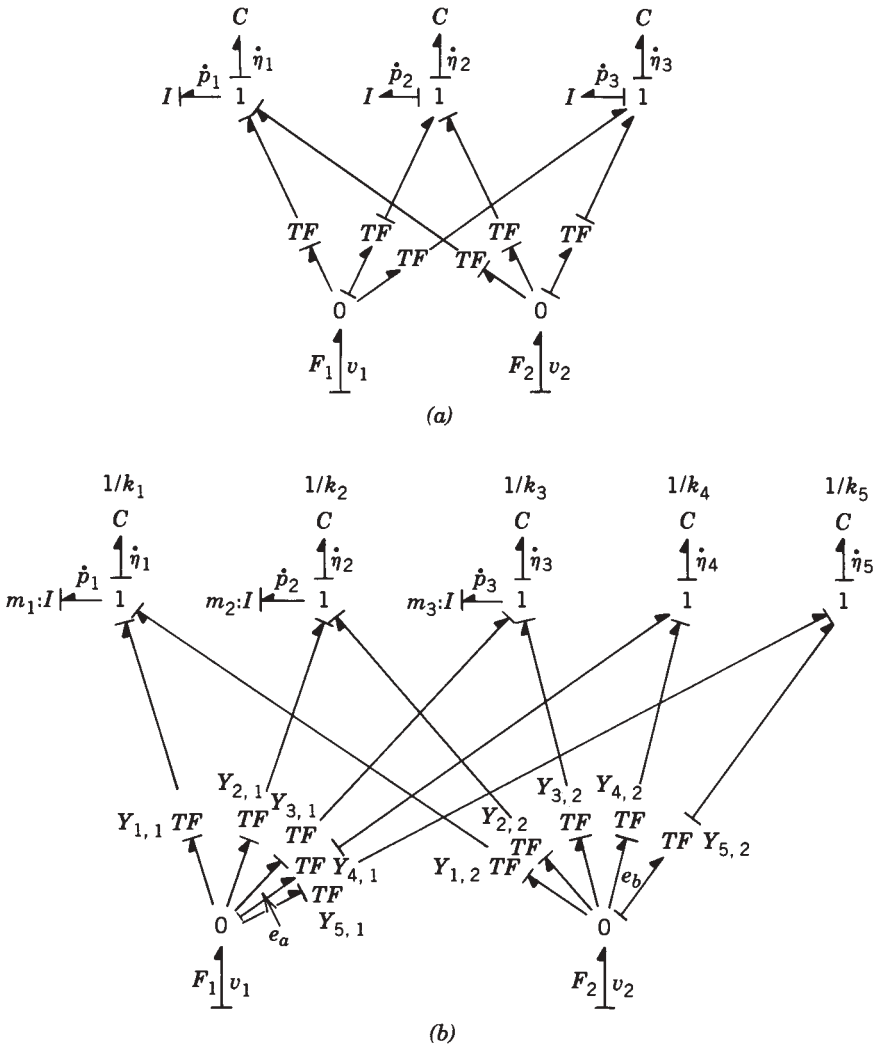 C C C
η̇1 η̇2 η̇3
I ṗ1 1 I ṗ2 1 I ṗ3 1
TF TF TF TF TF TF
0 0
F1 v1 F2 v2
(a)
1/k1 1/k2 1/k3 1/k4 1/k5
C C C C C
η̇1 η̇2 η̇3 η̇4 η̇5
m1:I ṗ1 1 m2:I ṗ2 1 m3:I ṗ3 1 1 1
Y2,1 Y3,2 Y4,2
Y1,1 TF TF Y3,1 Y2,2 TF TF
TF TF TF Y5,2
TF Y4,1 Y1,2 TF
TF eb
Y5,1
0 ea 0
F1 v1 F2 v2
(b)